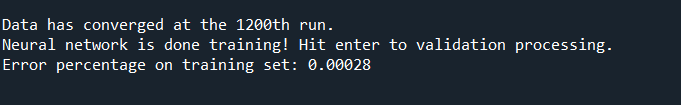 Data has converged at the 1200th run.
Neural network is done training! Hit enter to validation processing.
Error percentage on training set: 0.00028